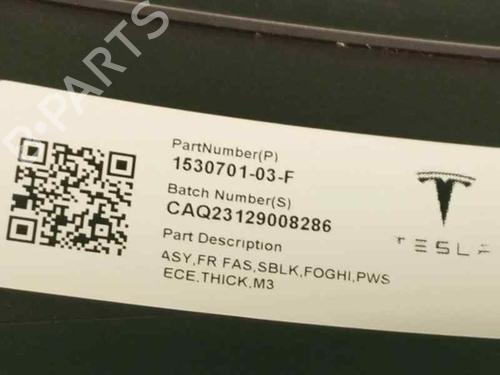 B-PARTS
PartNumber(P)
1530701-03-F
Batch Number(S)
CAQ23129008286
Part Description
ASY,FR FAS,SBLK,FOGHI,PWS
ECE,THICK,M3
TESLA